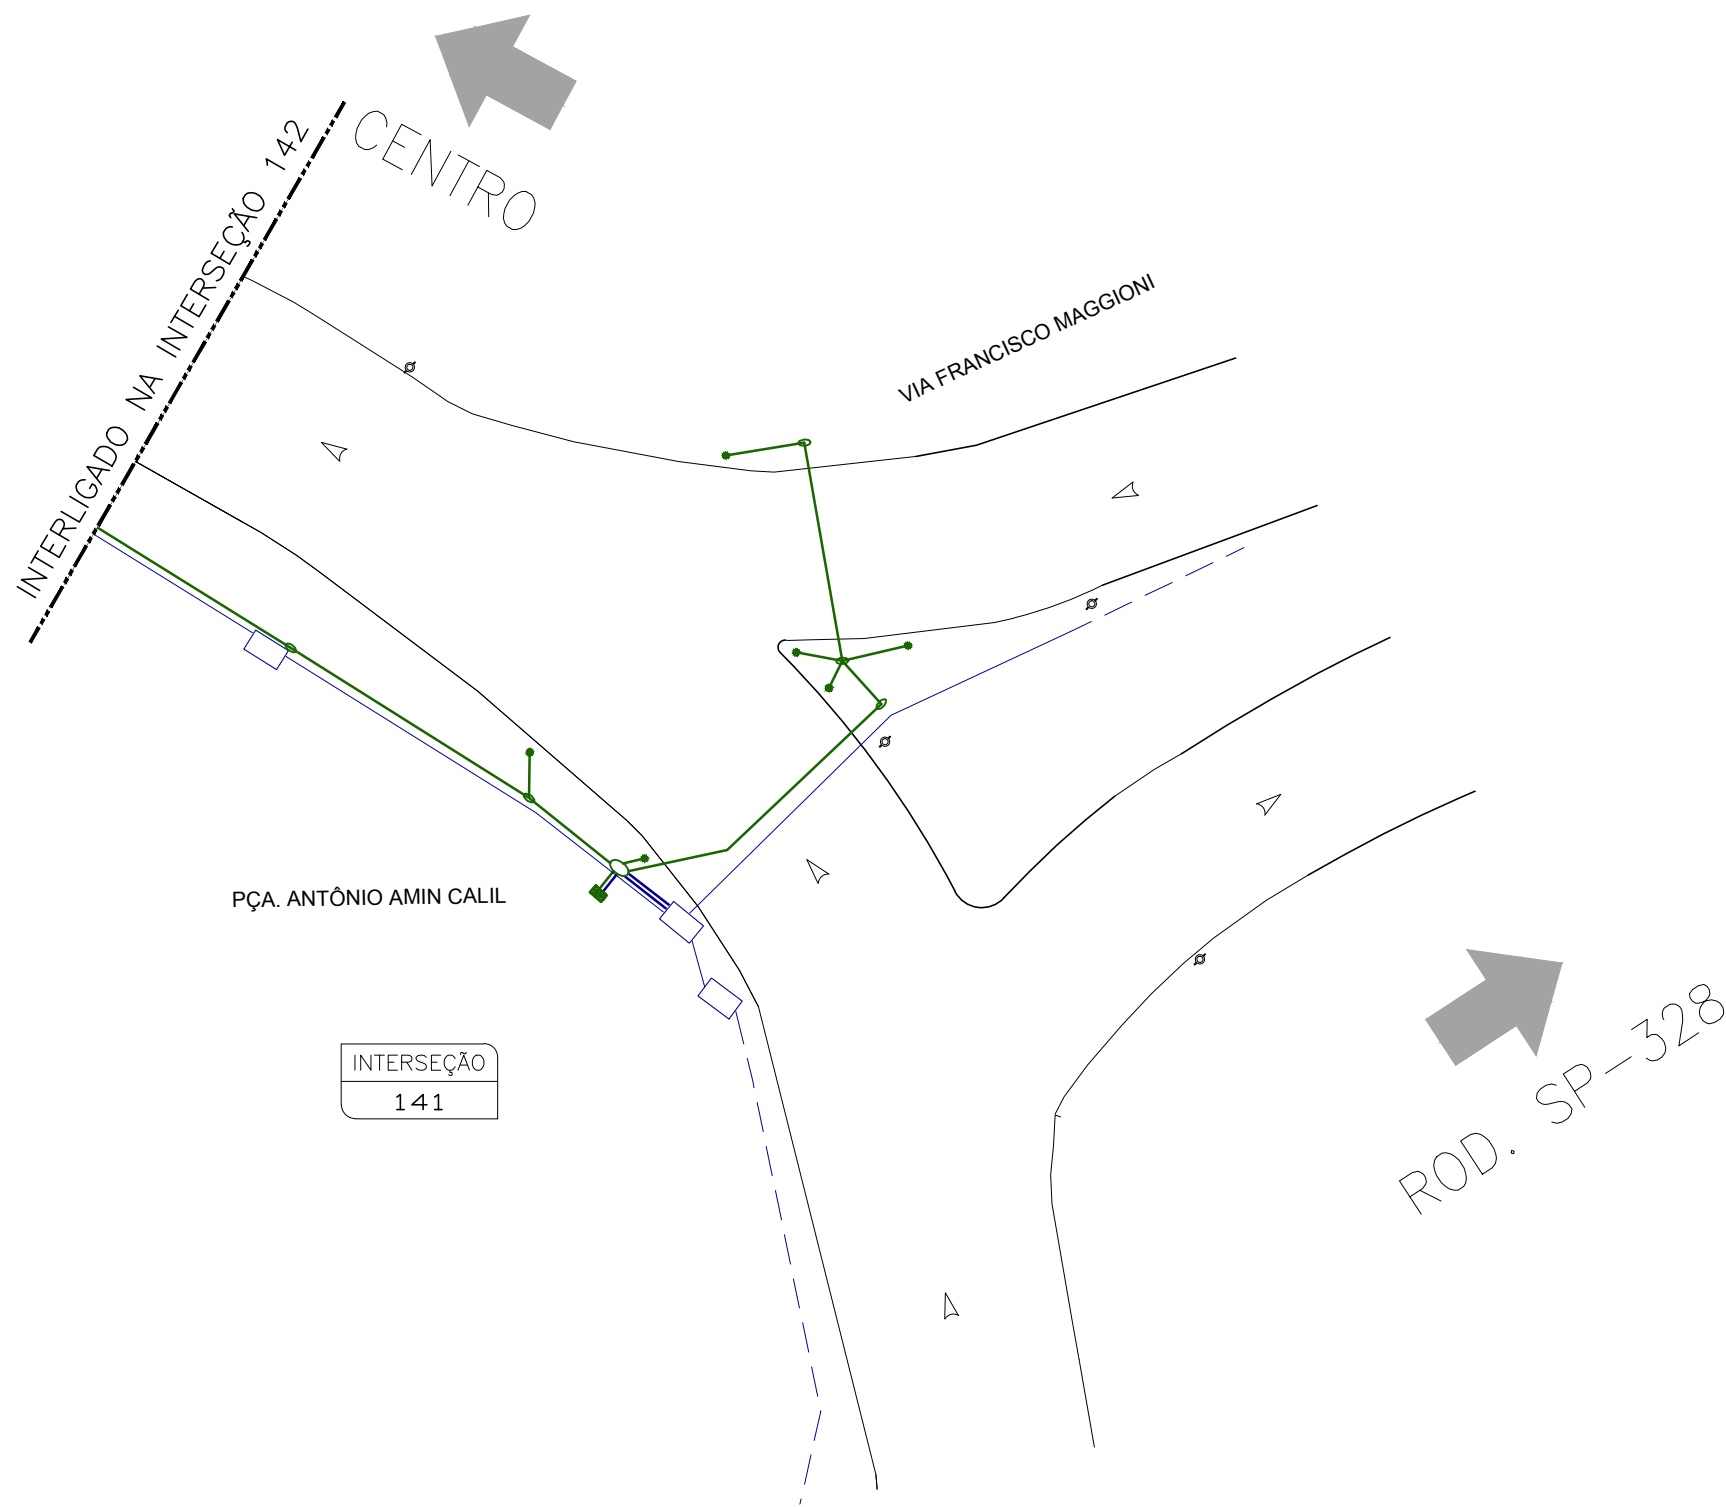 CENTRO
INTERLIGADO NA INTERSEÇÃO 142
VIA FRANCISCO MAGGIONI
PÇA. ANTÔNIO AMIN CALIL
INTERSEÇÃO
141
ROD. SP-328